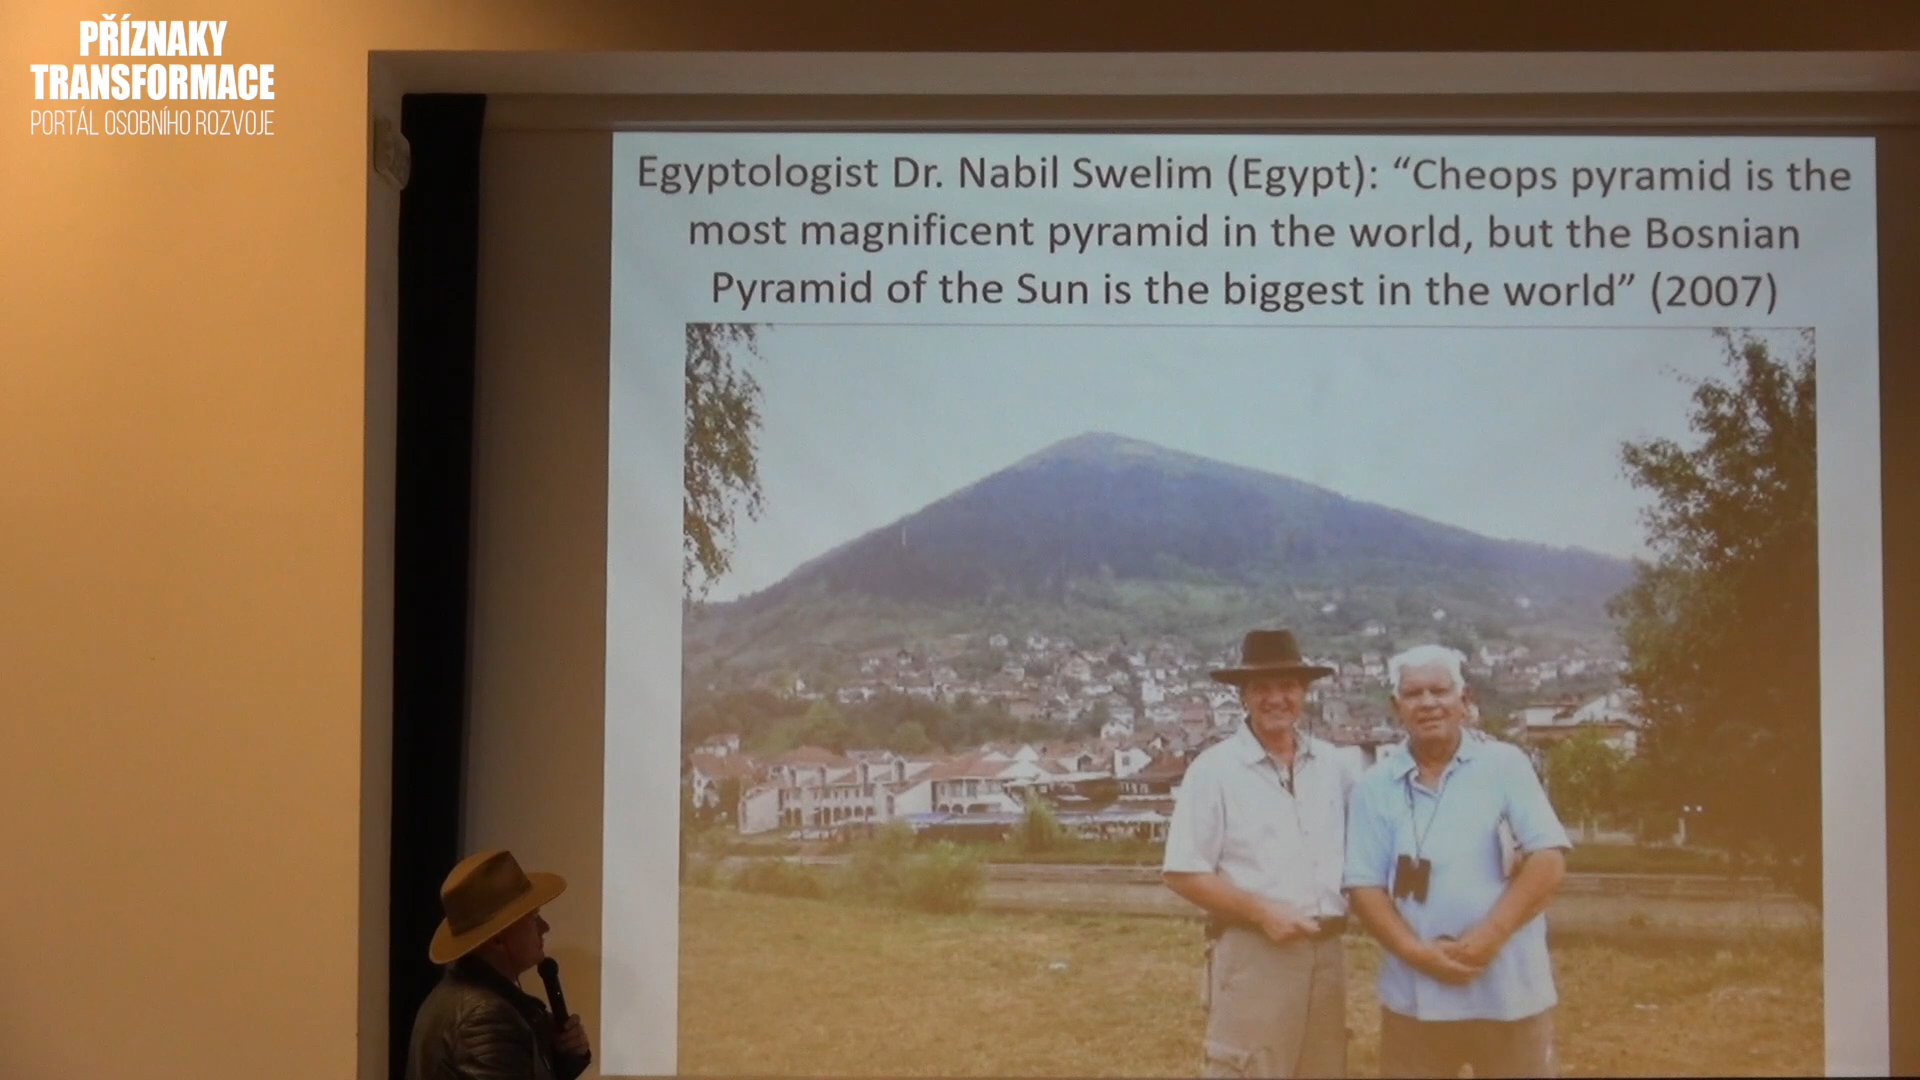 PŘÍZNAKY
TRANSFORMACE
PORTÁL OSOBNÍHO ROZVOJE
Egyptologist Dr. Nabil Swelim (Egypt): “Cheops pyramid is the
most magnificent pyramid in the world, but the Bosnian
Pyramid of the Sun is the biggest in the world” (2007)